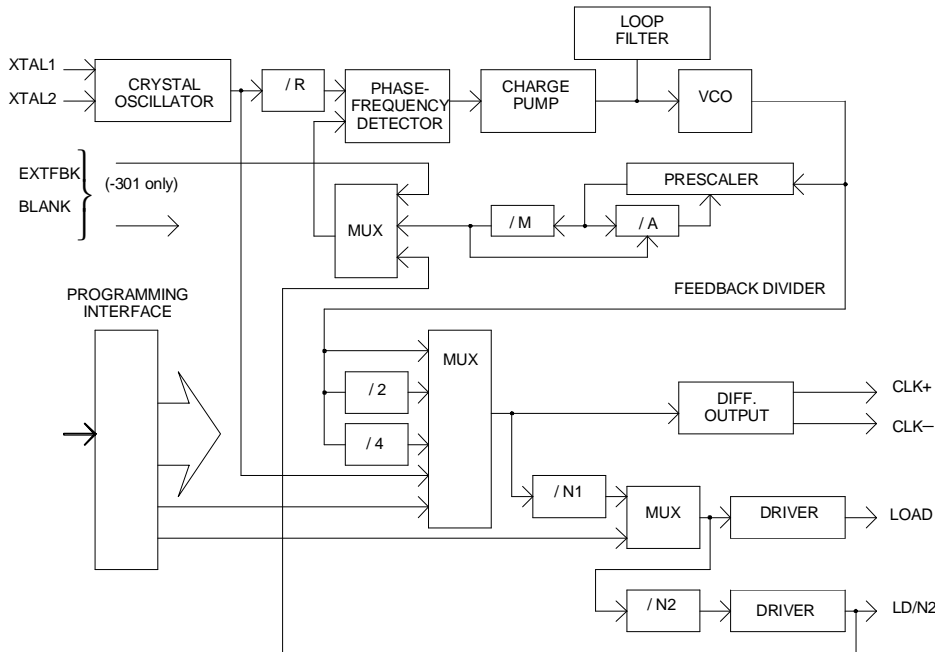 LOOP
FILTER
XTAL1
XTAL2
CRYSTAL
OSCILLATOR
/ R
PHASE-
FREQUENCY
DETECTOR
CHARGE
PUMP
VCO
EXTFBK
(-301 only)
BLANK
MUX
/ M
/ A
PRESCALER
FEEDBACK DIVIDER
PROGRAMMING
INTERFACE
MUX
/ 2
/ 4
DIFF.
OUTPUT
CLK+
CLK–
/ N1
MUX
DRIVER
LOAD
/ N2
DRIVER
LD/N2